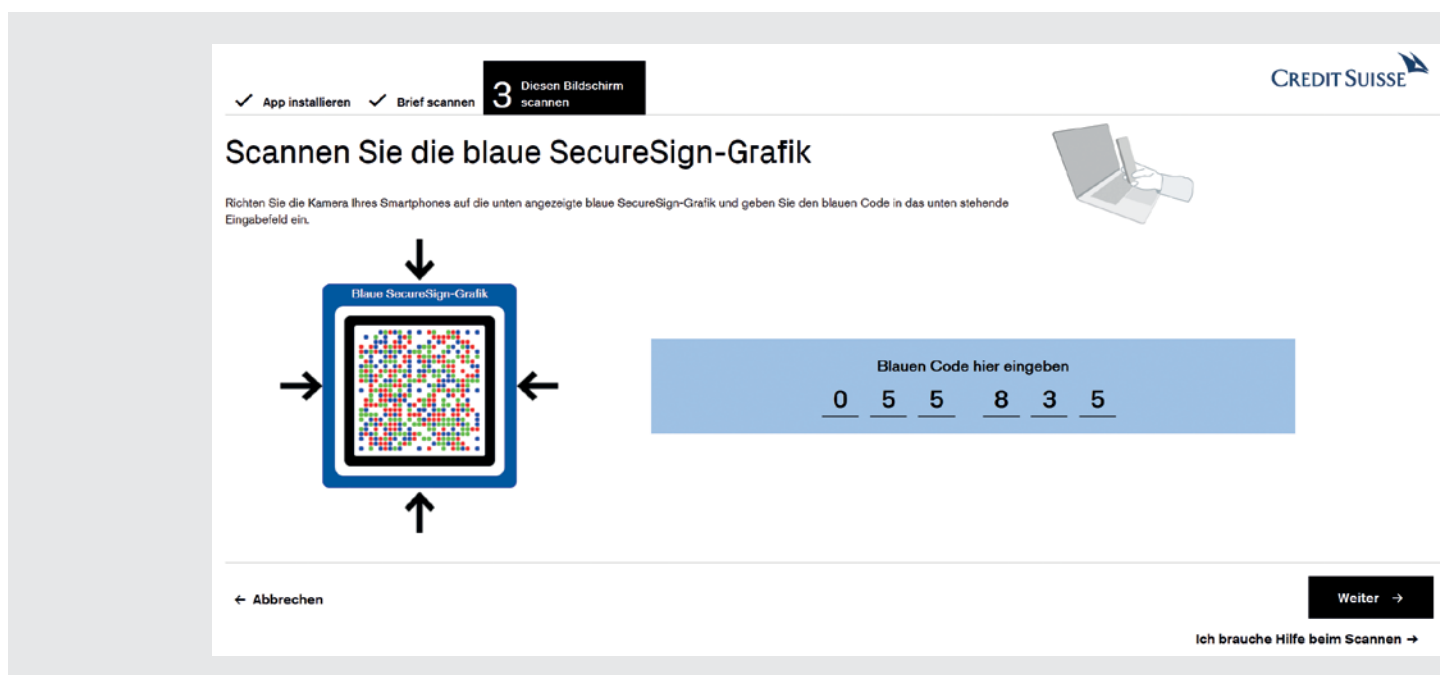 App installieren
Brief scannen
3
Diesen Bildschirm
scannen
CREDIT SUISSE
Scannen Sie die blaue SecureSign-Grafik
Richten Sie die Kamera Ihres Smartphones auf die unten angezeigte blaue SecureSign-Grafik und geben Sie den blauen Code in das unten stehende
Eingabefeld ein.
Blaue SecureSign-Grafik
Blauen Code hier eingeben
0 5 5 8 3 5
← Abbrechen
Weiter →
Ich brauche Hilfe beim Scannen →